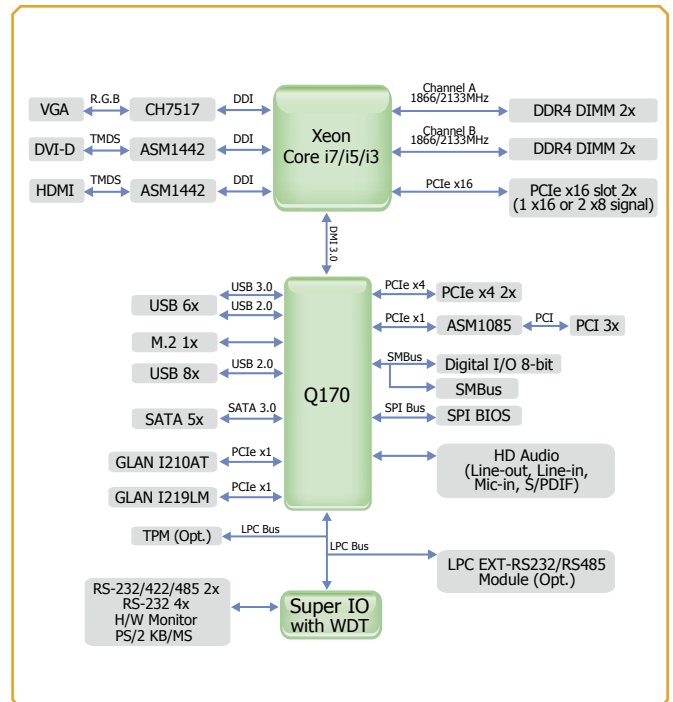 VGA
R.G.B
CH7517
DDI
DVI-D
TMDS
ASM1442
DDI
HDMI
TMDS
ASM1442
DDI
Xeon
Core i7/i5/i3
Channel A
1866/2133MHz
DDR4 DIMM 2x
Channel B
1866/2133MHz
DDR4 DIMM 2x
PCIe x16
PCIe x16 slot 2x
(1 x16 or 2 x8 signal)
DMI 3.0
USB 6x
USB 3.0
USB 2.0
M.2 1x
USB 8x
USB 2.0
SATA 5x
SATA 3.0
GLAN I210AT
PCIe x1
GLAN I219LM
PCIe x1
Q170
PCIe x4
PCIe x4 2x
PCIe x1
ASM1085
PCI
PCI 3x
SMBus
Digital I/O 8-bit
SMBus
SPI Bus
SPI BIOS
HD Audio
(Line-out, Line-in,
Mic-in, S/PDIF)
TPM (Opt.)
LPC Bus
LPC Bus
LPC EXT-RS232/RS485
Module (Opt.)
RS-232/422/485 2x
RS-232 4x
H/W Monitor
PS/2 KB/MS
Super IO
with WDT